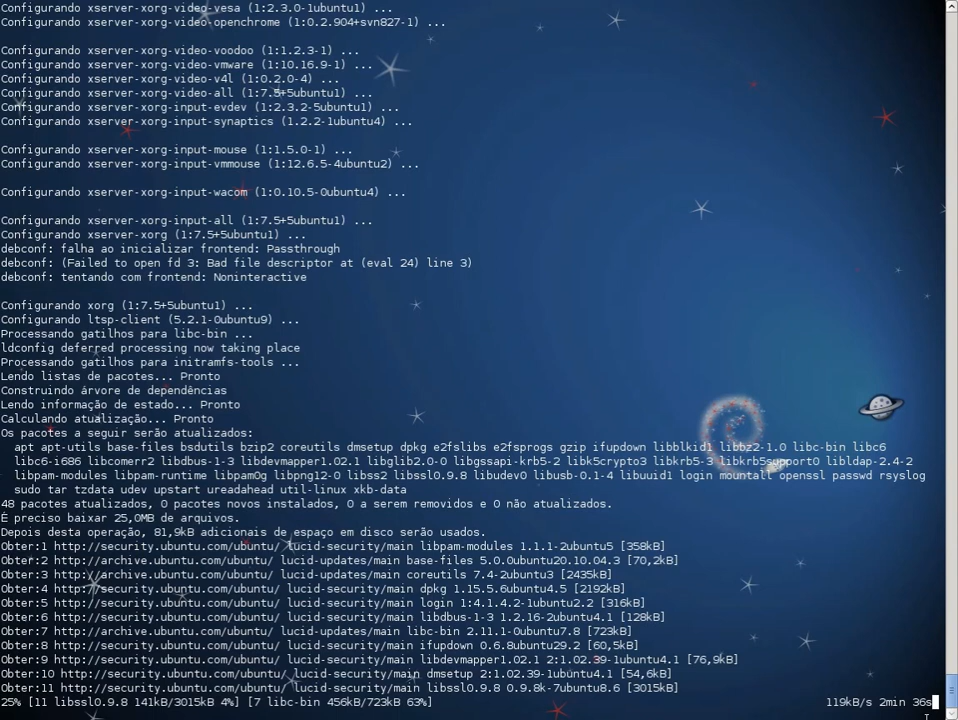 Configurando xserver-xorg-video-vesa (1:2.3.0-1ubuntu1) ...
Configurando xserver-xorg-video-openchrome (1:0.2.904+svn827-1) ...
Configurando xserver-xorg-video-voodoo (1:1.2.3-1) ...
Configurando xserver-xorg-video-vmware (1:10.16.9-1) ...
Configurando xserver-xorg-video-v4l (1:0.2.0-4) ...
Configurando xserver-xorg-video-all (1:7.5+5ubuntu1) ...
Configurando xserver-xorg-input-evdev (1:2.3.2-5ubuntu1) ...
Configurando xserver-xorg-input-synaptics (1.2.2-1ubuntu4) ...
Configurando xserver-xorg-input-mouse (1:1.5.0-1) ...
Configurando xserver-xorg-input-vmmouse (1:12.6.5-4ubuntu2) ...
Configurando xserver-xorg-input-wacom (1:0.10.5-0ubuntu4) ...
Configurando xserver-xorg-input-all (1:7.5+5ubuntu1) ...
Configurando xserver-xorg (1:7.5+5ubuntu1) ...
debconf: falha ao inicializar frontend: Passthrough
debconf: (Failed to open fd 3: Bad file descriptor at (eval 24) line 3)
debconf: tentando com frontend: Noninteractive
Configurando xorg (1:7.5+5ubuntu1) ...
Configurando ltsp-client (5.2.1-0ubuntu9) ...
Processando gatilhos para libc-bin ...
ldconfig deferred processing now taking place
Processando gatilhos para initramfs-tools ...
Lendo listas de pacotes... Pronto
Construindo árvore de dependências
Lendo informação de estado... Pronto
Calculando atualização... Pronto
Os pacotes a seguir serão atualizados:
apt apt-utils base-files bsdutils bzip2 coreutils dmsetup dpkg e2fslibs e2fsprogs gzip ifupdown libblkid1 libbz2-1.0 libc-bin libc6
libc6-i686 libcomerr2 libdbus-1-3 libdevmapper1.02.1 libglib2.0-0 libgssapi-krb5-2 libk5crypto3 libkrb5-3 libkrb5support0 libldap-2.4-2
libpam-modules libpam-runtime libpam0g libpng12-0 libss2 libssl0.9.8 libudev0 libusb-0.1-4 libuuid1 login mountall openssl passwd rsyslog
sudo tar tzdata udev upstart ureadahead util-linux xkb-data
48 pacotes atualizados, 0 pacotes novos instalados, 0 a serem removidos e 0 não atualizados.
É preciso baixar 25,0MB de arquivos.
Depois desta operação, 81,9kB adicionais de espaço em disco serão usados.
Obter:1 http://security.ubuntu.com/ubuntu/ lucid-security/main libpam-modules 1.1.1-2ubuntu5 [358kB]
Obter:2 http://archive.ubuntu.com/ubuntu/ lucid-updates/main base-files 5.0.0ubuntu20.10.04.3 [70,2kB]
Obter:3 http://archive.ubuntu.com/ubuntu/ lucid-updates/main coreutils 7.4-2ubuntu3 [2435kB]
Obter:4 http://security.ubuntu.com/ubuntu/ lucid-security/main dpkg 1.15.5.6ubuntu4.5 [2192kB]
Obter:5 http://security.ubuntu.com/ubuntu/ lucid-security/main login 1:4.1.4.2-1ubuntu2.2 [316kB]
Obter:6 http://security.ubuntu.com/ubuntu/ lucid-security/main libdbus-1-3 1.2.16-2ubuntu4.1 [128kB]
Obter:7 http://archive.ubuntu.com/ubuntu/ lucid-updates/main libc-bin 2.11.1-0ubuntu7.8 [723kB]
Obter:8 http://security.ubuntu.com/ubuntu/ lucid-security/main ifupdown 0.6.8ubuntu29.2 [60,5kB]
Obter:9 http://security.ubuntu.com/ubuntu/ lucid-security/main libdevmapper1.02.1 2:1.02.39-1ubuntu4.1 [76,9kB]
Obter:10 http://security.ubuntu.com/ubuntu/ lucid-security/main dmsetup 2:1.02.39-1ubuntu4.1 [54,6kB]
Obter:11 http://security.ubuntu.com/ubuntu/ lucid-security/main libssl0.9.8 0.9.8k-7ubuntu8.6 [3015kB]
25% [11 libssl0.9.8 141kB/3015kB 4%] [7 libc-bin 456kB/723kB 63%] 119kB/s 2min 36s